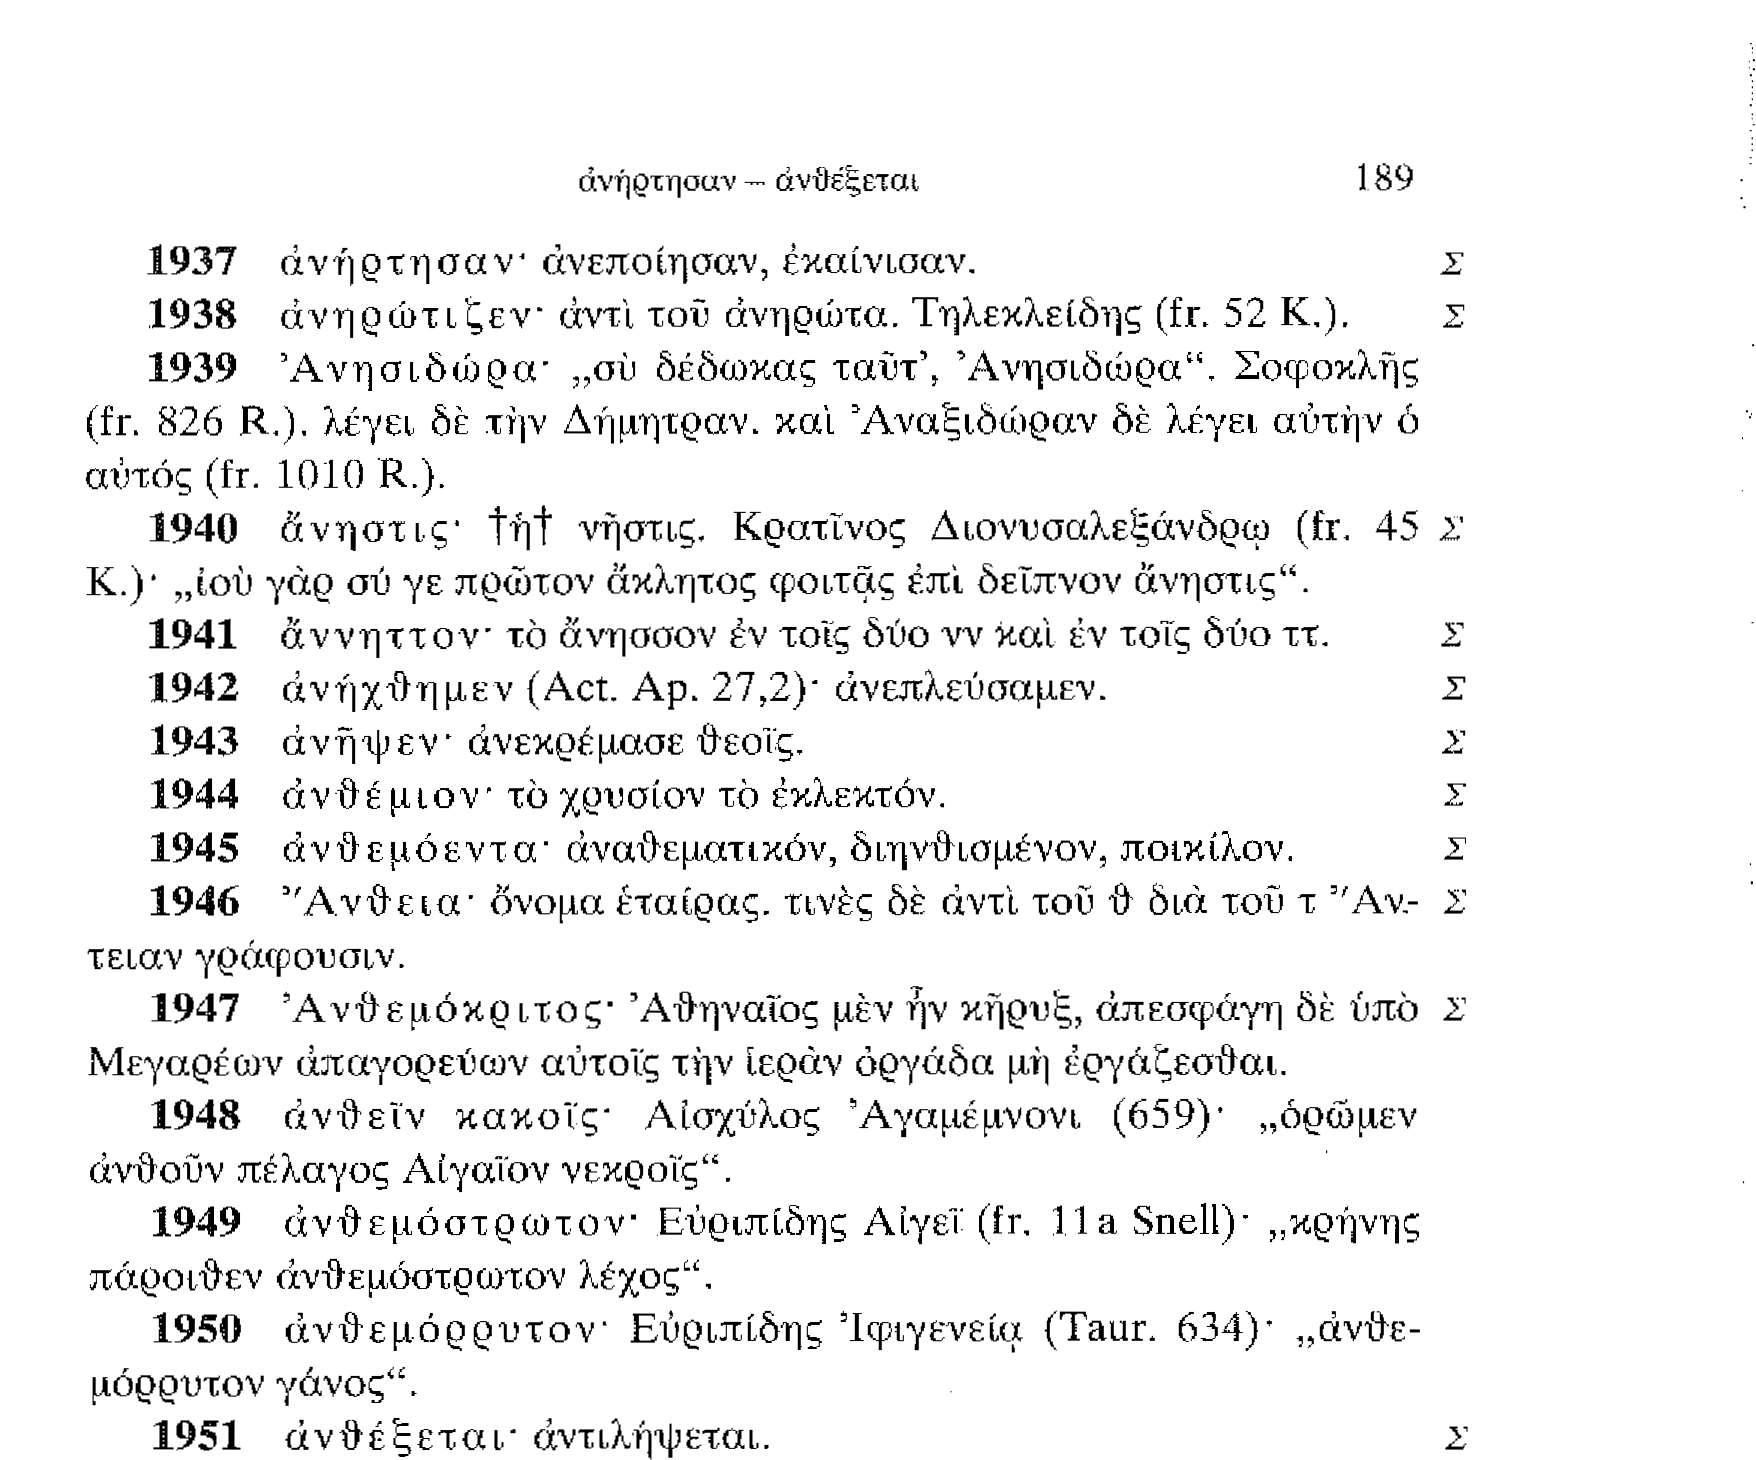 ἀνήρτησαν – ἀνθέξεται 189
1937 ἀνήρτησαν· ἀνεποίησαν, ἐκαίνισαν. Σ
1938 ἀνηρώτιζεν· ἀντὶ τοῦ ἀνηρώτα. Τηλεκλείδης (fr. 52 K.). Σ
1939 Ἀνησιδώρα· „σὺ δέδωκας ταῦτ’, Ἀνησιδώρα“. Σοφοκλῆς
(fr. 826 R.). λέγει δὲ τὴν Δήμητραν. καὶ Ἀναξιδώραν δὲ λέγει αὐτὴν ὁ
αὐτός (fr. 1010 R.).
1940 ἄνηστις· †ἡ† νῆστις. Κρατῖνος Διονυσαλεξάνδρῳ (fr. 45 Σ
K.)· „ἰοὺ γὰρ σύ γε πρῶτον ἄκλητος φοιτᾷς ἐπὶ δεῖπνον ἄνηστις“.
1941 ἄννηττον· τὸ ἄνησσον ἐν τοῖς δύο νν καὶ ἐν τοῖς δύο ττ. Σ
1942 ἀνήχθημεν (Act. Ap. 27,2)· ἀνεπλεύσαμεν. Σ
1943 ἀνῆψεν· ἀνεκρέμασε θεοῖς. Σ
1944 ἀνθέμιον· τὸ χρυσίον τὸ ἐκλεκτόν. Σ
1945 ἀνθεμόεντα· ἀναθεματικόν, διηνθισμένον, ποικίλον. Σ
1946 Ἄνθεια· ὄνομα ἑταίρας. τινὲς δὲ ἀντὶ τοῦ θ διὰ τοῦ τ Ἄν- Σ
τειαν γράφουσιν.
1947 Ἀνθεμόκριτος· Ἀθηναῖος μὲν ἦν κῆρυξ, ἀπεσφάγη δὲ ὑπὸ Σ
Μεγαρέων ἀπαγορεύων αὐτοῖς τὴν ἱερὰν ὀργάδα μὴ ἐργάζεσθαι.
1948 ἀνθεῖν κακοῖς· Αἰσχύλος Ἀγαμέμνονι (659)· „ὁρῶμεν
ἀνθοῦν πέλαγος Αἰγαῖον νεκροῖς“.
1949 ἀνθεμόστρωτον· Εὐριπίδης Αἰγεῖ (fr. 11a Snell)· „κρήνης
πάροιθεν ἀνθεμόστρωτον λέχος“.
1950 ἀνθεμόρρυτον· Εὐριπίδης Ἰφιγενείᾳ (Taur. 634)· „ἀνθε-
μόρρυτον γάνος“.
1951 ἀνθέξεται· ἀντιλήψεται. Σ